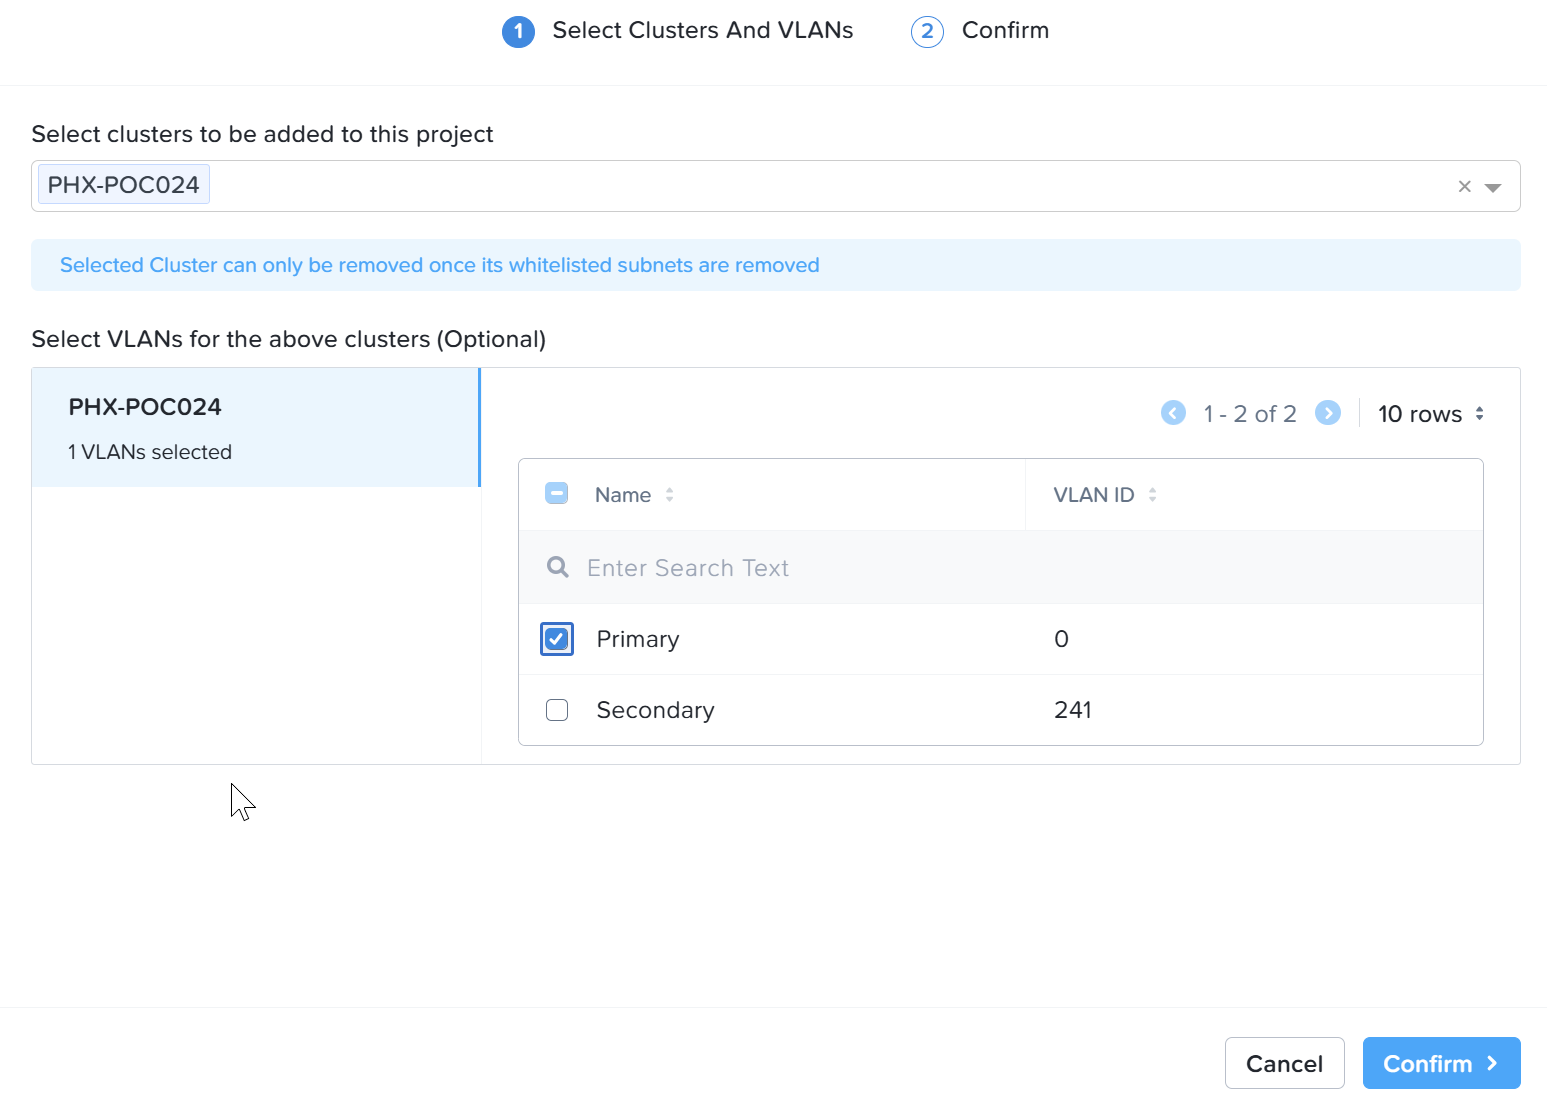 1 Select Clusters And VLANs 2 Confirm
Select clusters to be added to this project
PHX-POC024
Selected Cluster can only be removed once its whitelisted subnets are removed
Select VLANs for the above clusters (Optional)
PHX-POC024
1 VLANs selected
1 - 2 of 2 10 rows
Name VLAN ID
Enter Search Text
Primary 0
Secondary 241
Cancel Confirm